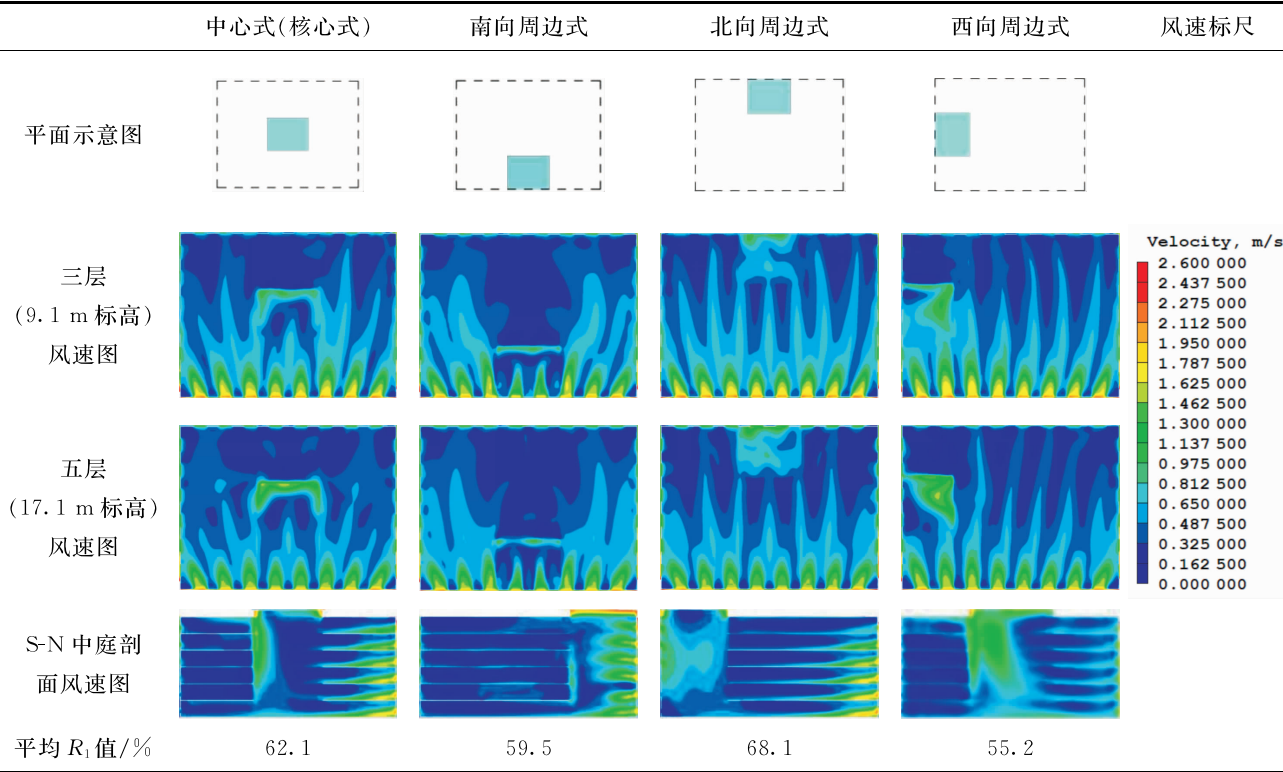 中心式(核心式) 南向周边式 北向周边式 西向周边式 风速标尺
平面示意图
三层
(9.1 m标高)
风速图
Velocity, m/s
2.600 000
2.437 500
2.275 000
2.112 500
1.950 000
1.787 500
1.625 000
1.462 500
1.300 000
1.137 500
0.975 000
0.812 500
0.650 000
0.487 500
0.325 000
0.162 500
0.000 000
五层
(17.1 m标高)
风速图
S-N中庭剖
面风速图
平均R₁值/% 62.1 59.5 68.1 55.2